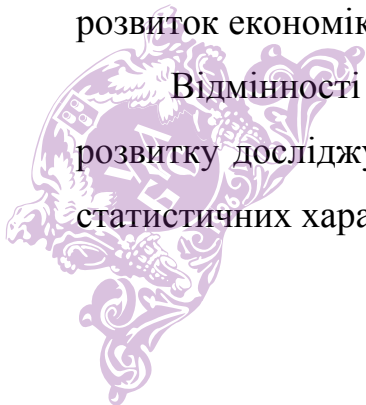 розвиток економік
Відмінності
розвитку досліджу
статистичних хара